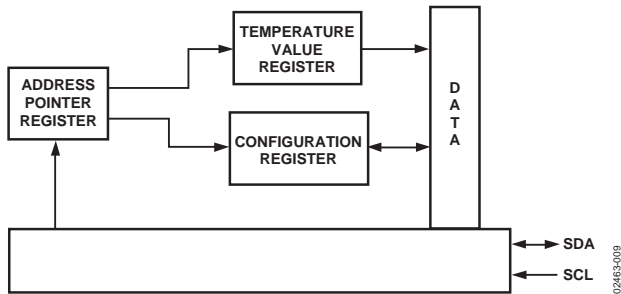 TEMPERATURE
VALUE
REGISTER
ADDRESS
POINTER
REGISTER
CONFIGURATION
REGISTER
D
A
T
A
SDA
SCL
02463-009